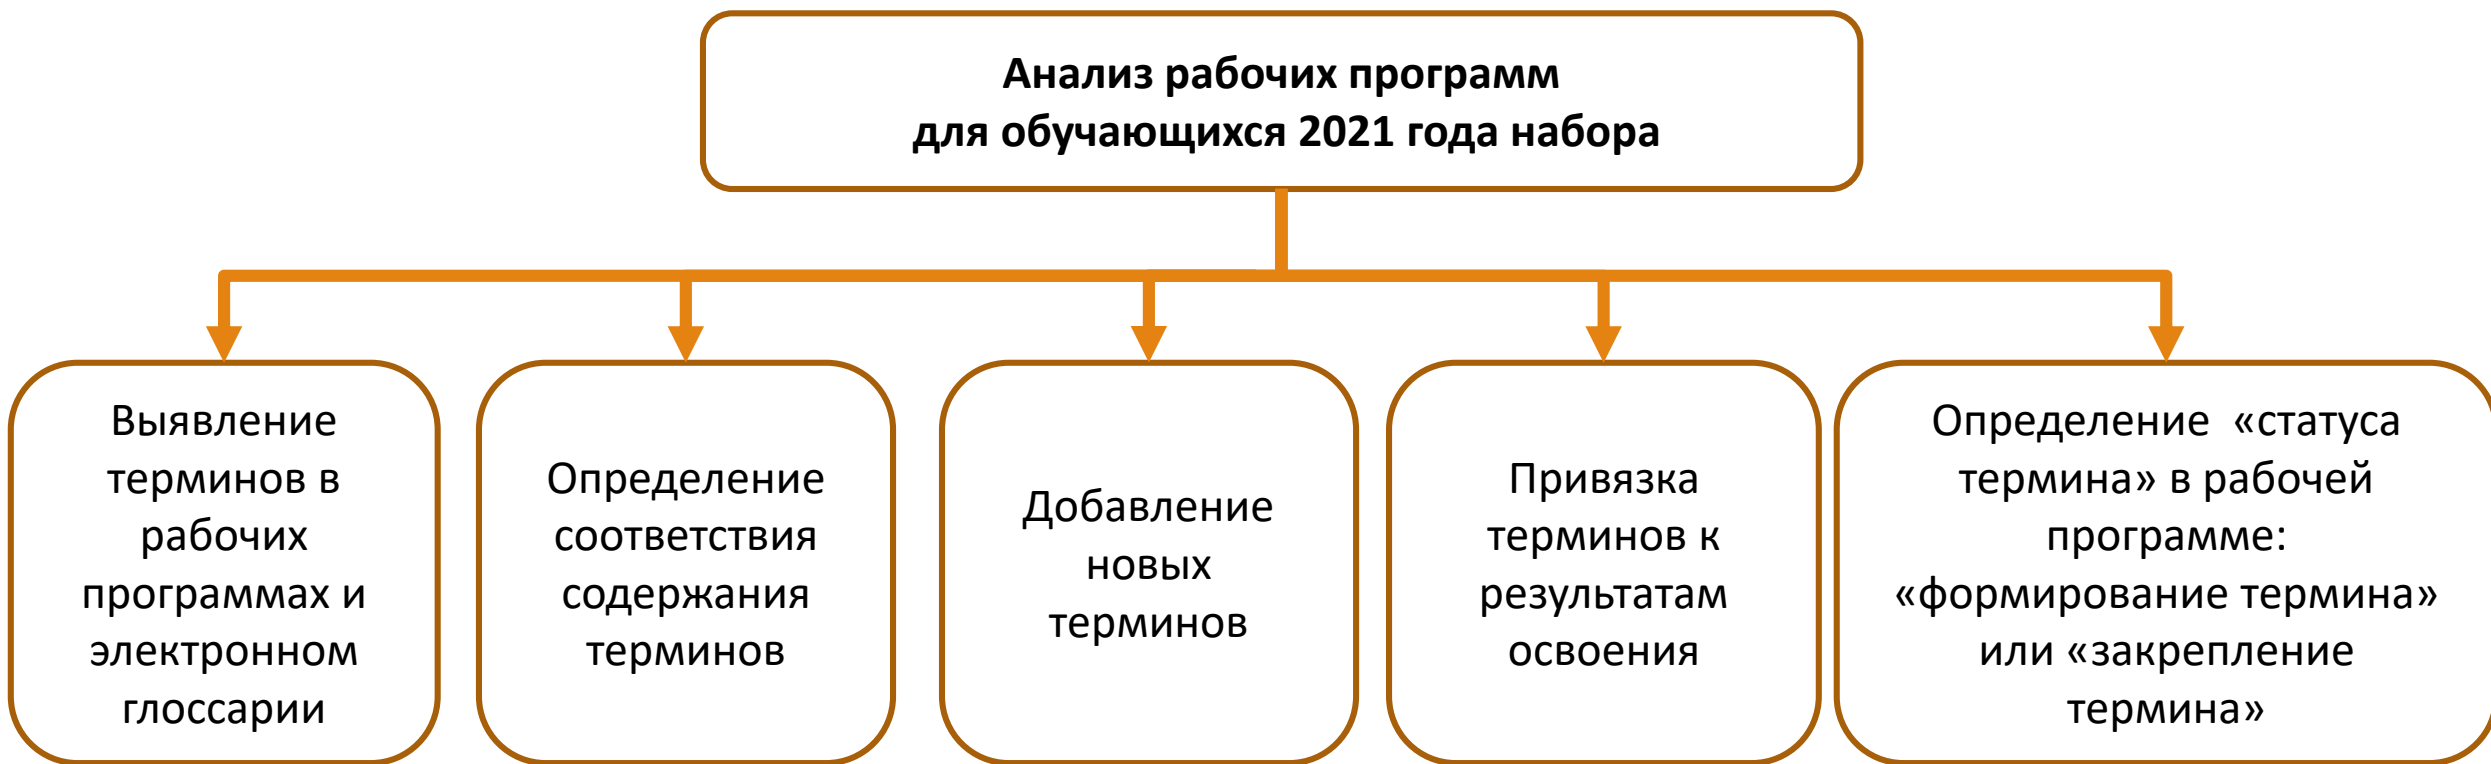 Анализ рабочих программ
для обучающихся 2021 года набора
Выявление
терминов в
рабочих
программах и
электронном
глоссарии
Определение
соответствия
содержания
терминов
Добавление
новых
терминов
Привязка
терминов к
результатам
освоения
Определение «статуса
термина» в рабочей
программе:
«формирование термина»
или «закрепление
термина»